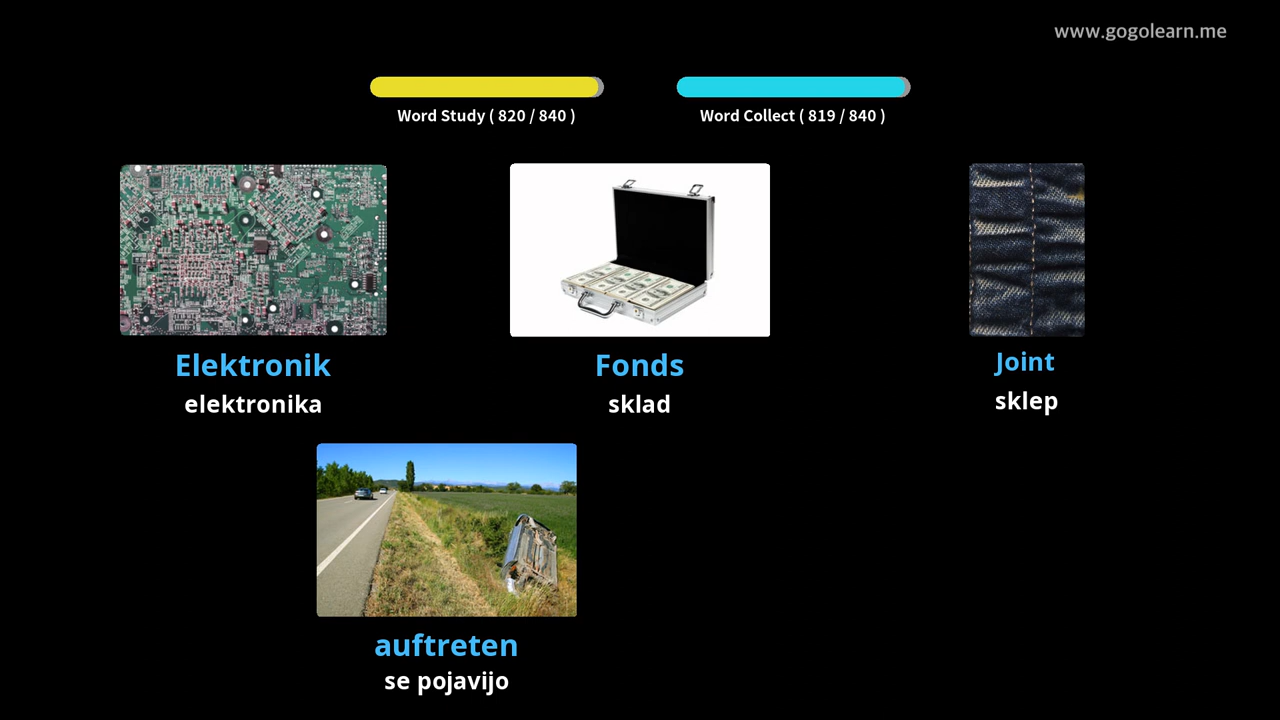 www.gogolearn.me
Word Study ( 820 / 840 )
Word Collect ( 819 / 840 )
Elektronik
elektronika
Fonds
sklad
Joint
sklep
auftreten
se pojavijo